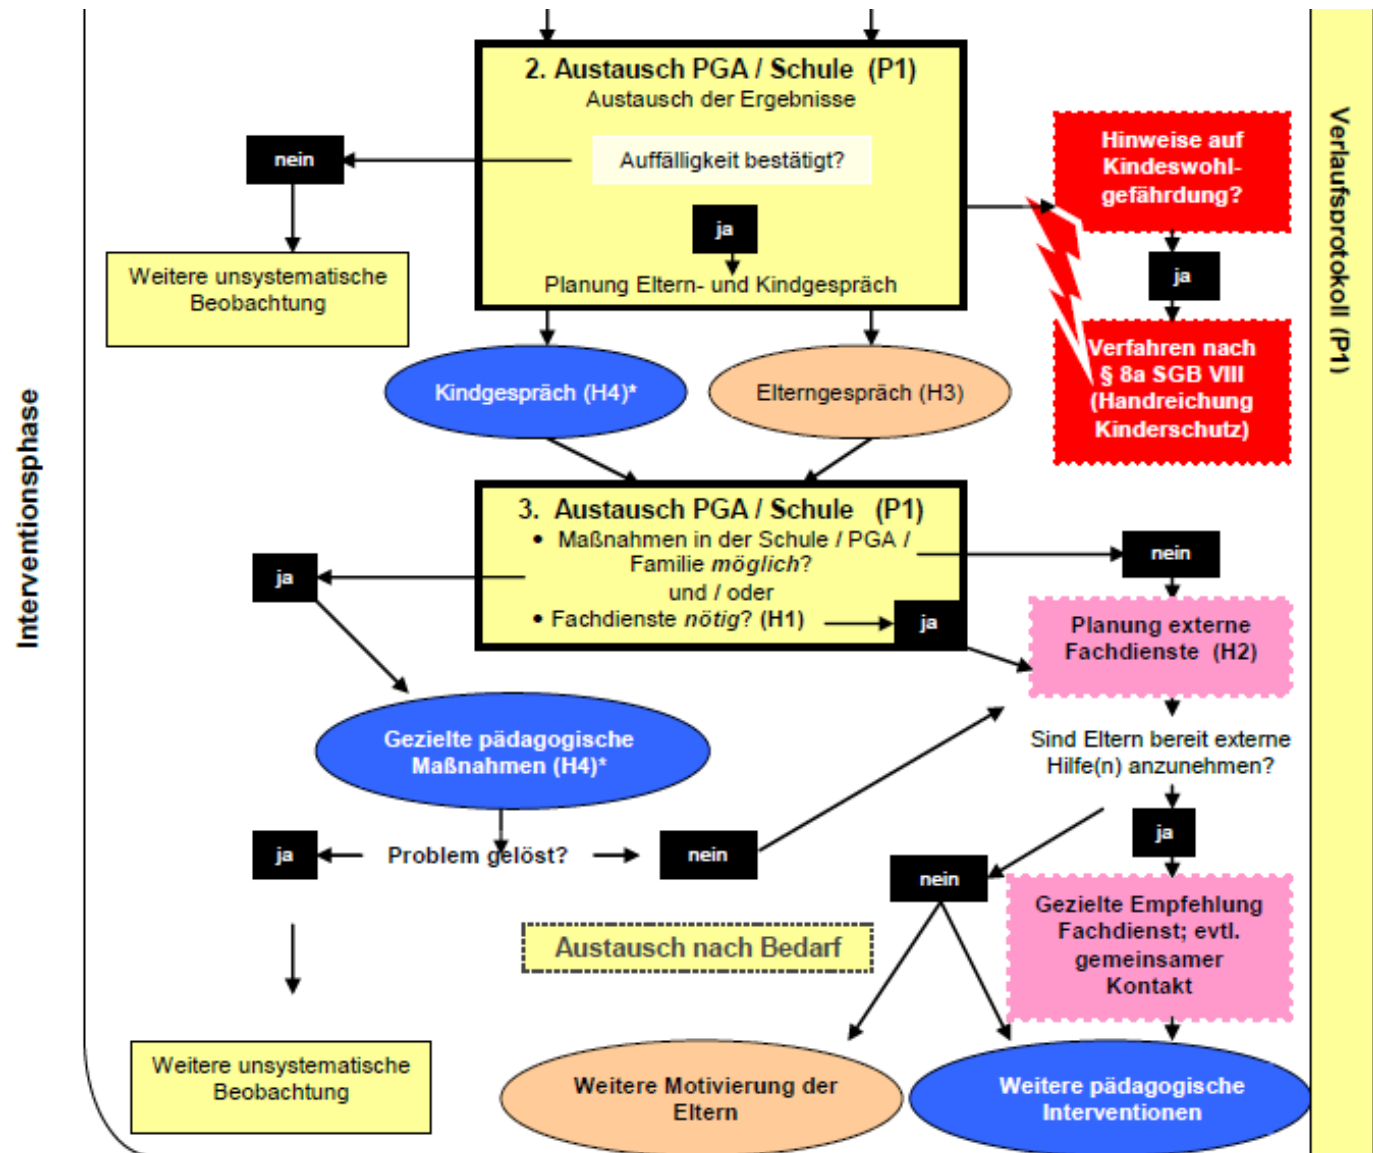 2. Austausch PGA / Schule (P1)
Austausch der Ergebnisse
nein
Auffälligkeit bestätigt?
ja
Planung Eltern- und Kindgespräch
Hinweise auf
Kindeswohl-
gefährdung?
ja
Verfahren nach
§ 8a SGB VIII
(Handreichung
Kinderschutz)
Weitere unsystematische
Beobachtung
Kindgespräch (H4)*
Elterngespräch (H3)
Interventionsphase
Verlaufsprotokoll (P1)
3. Austausch PGA / Schule (P1)
• Maßnahmen in der Schule / PGA /
Familie möglich?
und / oder
• Fachdienste nötig? (H1)
ja
ja
nein
Planung externe
Fachdienste (H2)
Gezielte pädagogische
Maßnahmen (H4)*
Sind Eltern bereit externe
Hilfe(n) anzunehmen?
ja
Problem gelöst?
nein
ja
nein
Gezielte Empfehlung
Fachdienst; evtl.
gemeinsamer
Kontakt
Austausch nach Bedarf
Weitere unsystematische
Beobachtung
Weitere Motivierung der
Eltern
Weitere pädagogische
Interventionen